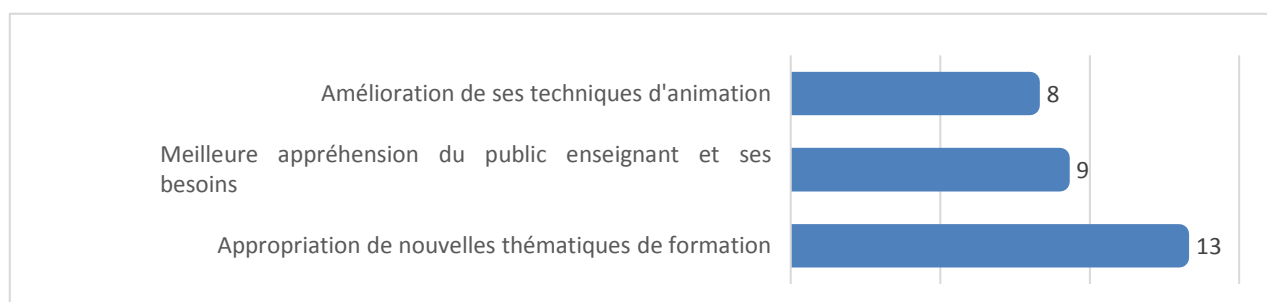 Amélioration de ses techniques d'animation
8
Meilleure appréhension du public enseignant et ses
besoins
9
Appropriation de nouvelles thématiques de formation
13